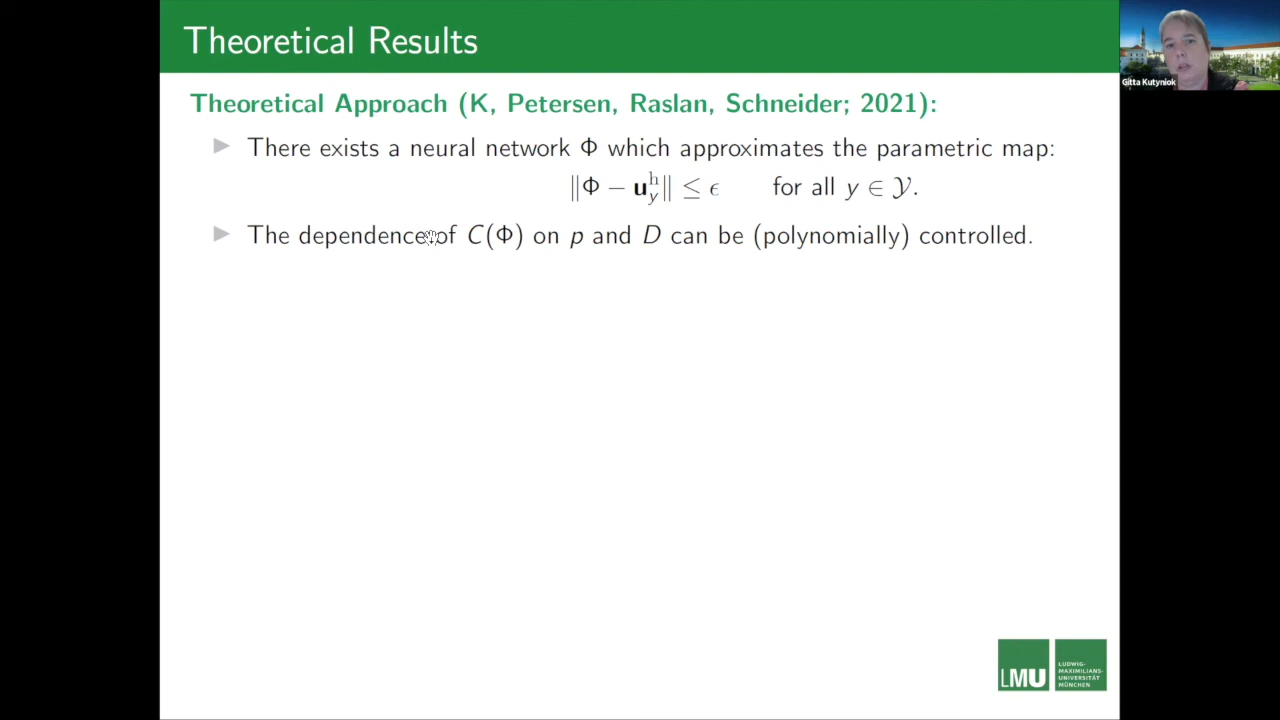 Theoretical Results
Gitta Kutyniok
Theoretical Approach (K, Petersen, Raslan, Schneider; 2021):
▶ There exists a neural network Φ which approximates the parametric map:
‖Φ − u_y^h‖ ≤ ϵ for all y ∈ 𝒴.
▶ The dependence of C(Φ) on p and D can be (polynomially) controlled.
LMU
LUDWIG-
MAXIMILIANS-
UNIVERSITÄT
MÜNCHEN